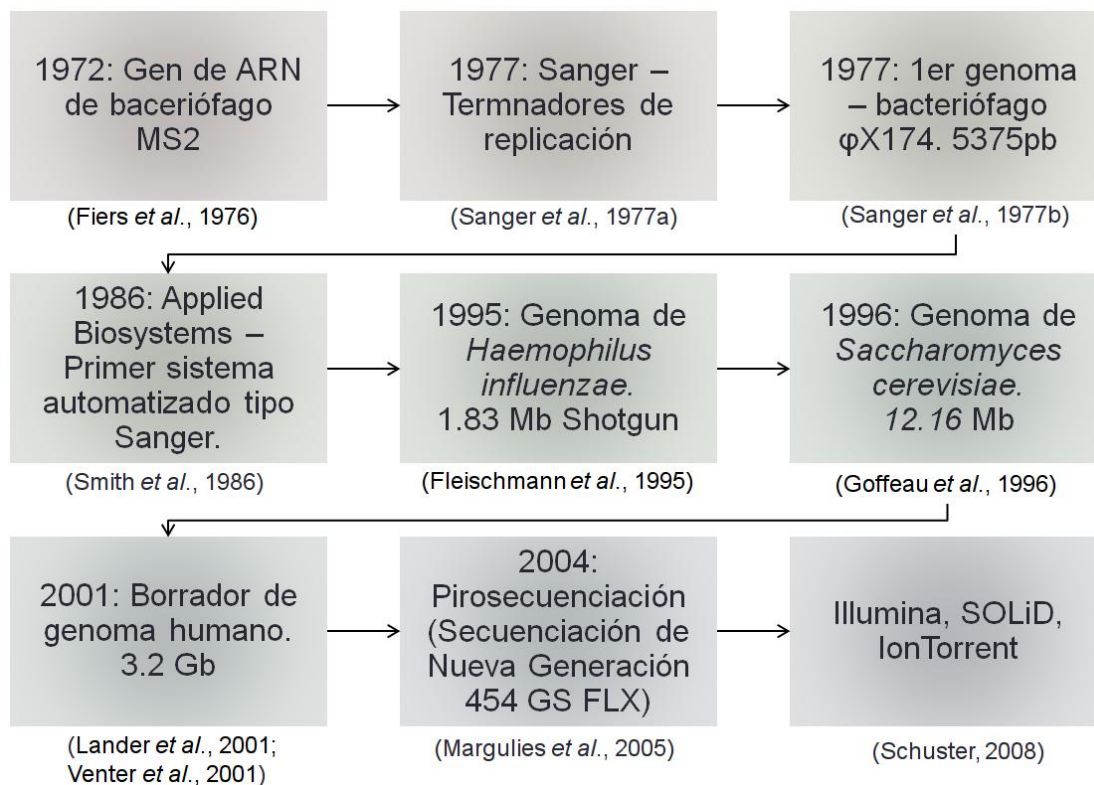 1972: Gen de ARN
de baceriófago
MS2
(Fiers et al., 1976)
1977: Sanger –
Termnadores de
replicación
(Sanger et al., 1977a)
1977: 1er genoma
– bacteriófago
φX174. 5375pb
(Sanger et al., 1977b)
1986: Applied
Biosystems –
Primer sistema
automatizado tipo
Sanger.
(Smith et al., 1986)
1995: Genoma de
Haemophilus
influenzae.
1.83 Mb Shotgun
(Fleischmann et al., 1995)
1996: Genoma de
Saccharomyces
cerevisiae.
12.16 Mb
(Goffeau et al., 1996)
2001: Borrador de
genoma humano.
3.2 Gb
(Lander et al., 2001;
Venter et al., 2001)
2004:
Pirosecuenciación
(Secuenciación de
Nueva Generación
454 GS FLX)
(Margulies et al., 2005)
Illumina, SOLiD,
IonTorrent
(Schuster, 2008)